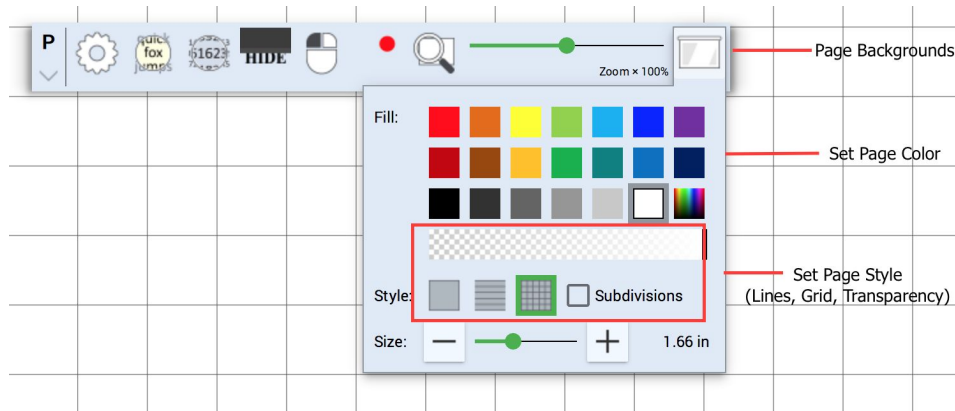 P
quick
fox
jumps
61623
HIDE
Zoom × 100%
Page Backgrounds
Fill:
Set Page Color
Set Page Style
(Lines, Grid, Transparency)
Style:
Subdivisions
Size:
1.66 in